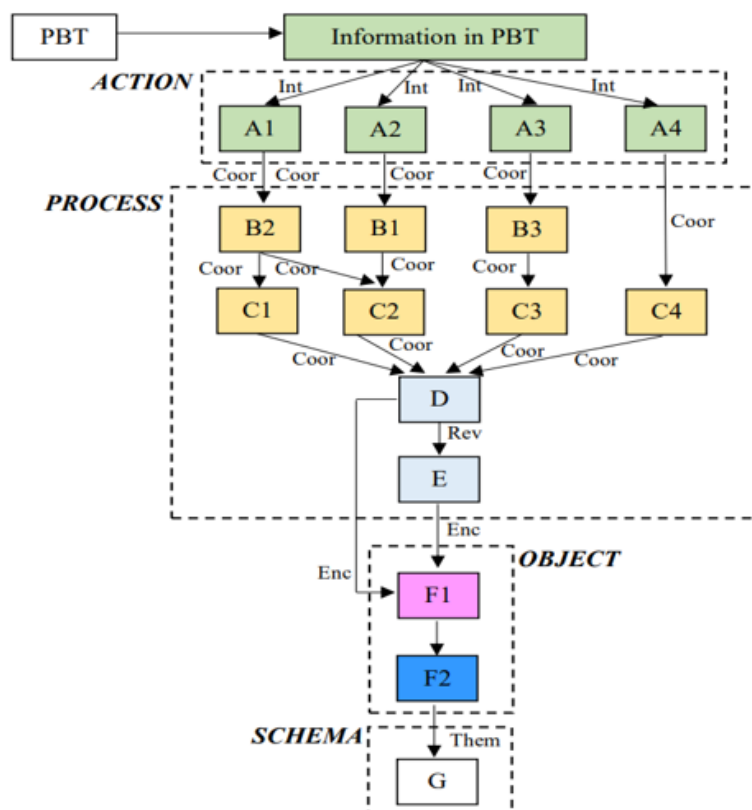 PBT
Information in PBT
ACTION
Int
Int
Int
Int
A1
A2
A3
A4
Coor
Coor
Coor
Coor
PROCESS
Coor
B2
B1
B3
Coor
Coor
Coor
Coor
C1
C2
C3
C4
Coor
Coor
Coor
Coor
D
Rev
E
Enc
OBJECT
Enc
F1
F2
SCHEMA
Them
G